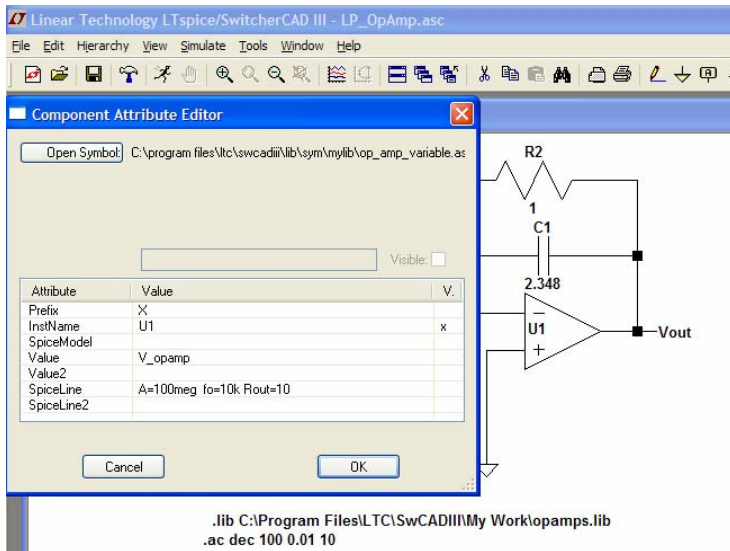 Linear Technology LTspice/SwitcherCAD III - LP_OpAmp.asc
File Edit Hierarchy View Simulate Tools Window Help
Component Attribute Editor
Open Symbol: C:\program files\ltc\swcadiii\lib\sym\mylib\op_amp_variable.as
Visible:
Attribute Value V.
Prefix X
InstName U1 x
SpiceModel
Value V_opamp
Value2
SpiceLine A=100meg fo=10k Rout=10
SpiceLine2
Cancel OK
R2
1
C1
2.348
U1
Vout
.lib C:\Program Files\LTC\SwCADIII\My Work\opamps.lib
.ac dec 100 0.01 10